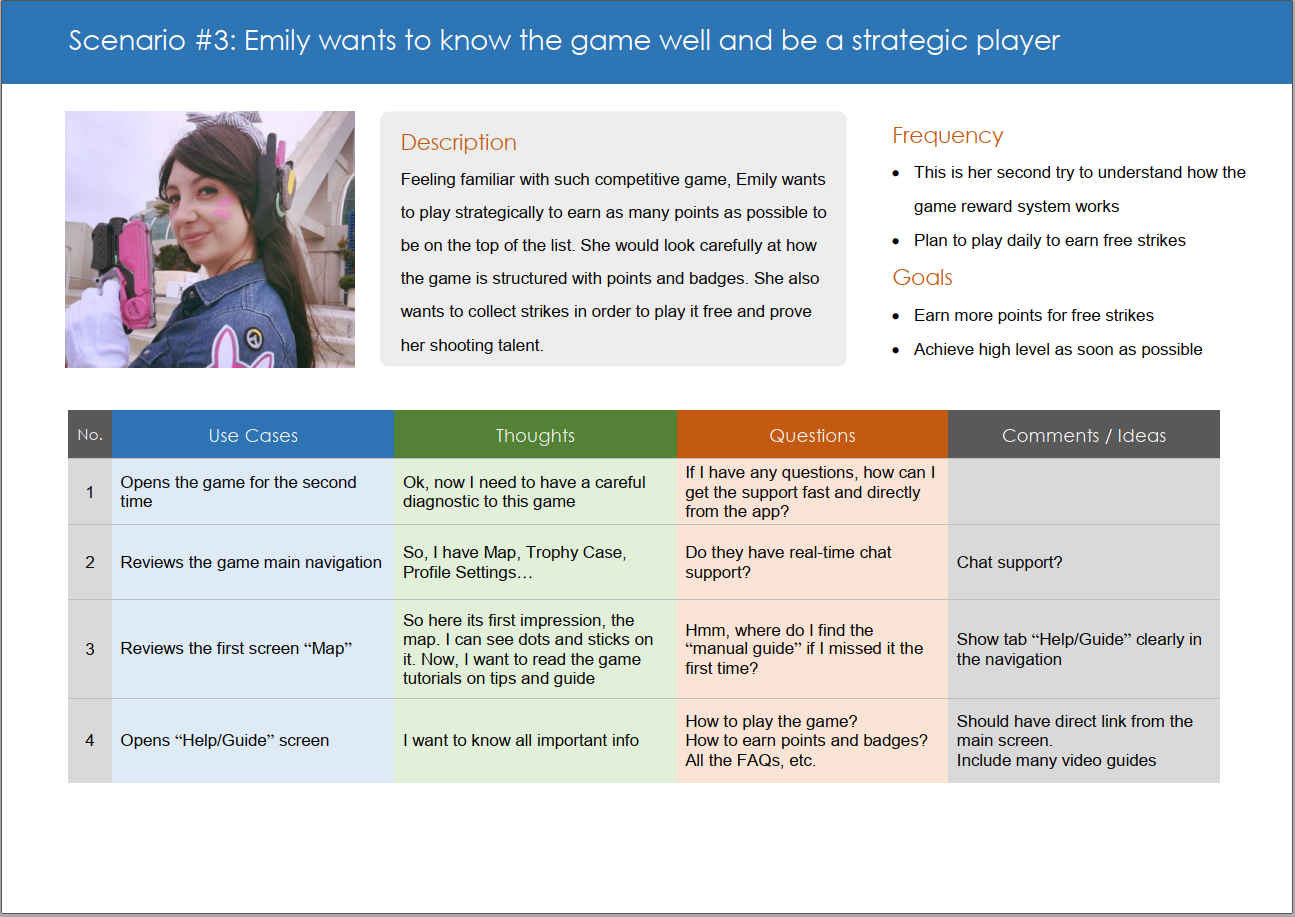 Scenario #3: Emily wants to know the game well and be a strategic player
Description
Feeling familiar with such competitive game, Emily wants
to play strategically to earn as many points as possible to
be on the top of the list. She would look carefully at how
the game is structured with points and badges. She also
wants to collect strikes in order to play it free and prove
her shooting talent.
Frequency
• This is her second try to understand how the
game reward system works
• Plan to play daily to earn free strikes
Goals
• Earn more points for free strikes
• Achieve high level as soon as possible
No. Use Cases Thoughts Questions Comments / Ideas
1
Opens the game for the second
time
Ok, now I need to have a careful
diagnostic to this game
If I have any questions, how can I
get the support fast and directly
from the app?
2
Reviews the game main navigation
So, I have Map, Trophy Case,
Profile Settings…
Do they have real-time chat
support?
Chat support?
3
Reviews the first screen “Map”
So here its first impression, the
map. I can see dots and sticks on
it. Now, I want to read the game
tutorials on tips and guide
Hmm, where do I find the
“manual guide” if I missed it the
first time?
Show tab “Help/Guide” clearly in
the navigation
4
Opens “Help/Guide” screen
I want to know all important info
How to play the game?
How to earn points and badges?
All the FAQs, etc.
Should have direct link from the
main screen.
Include many video guides